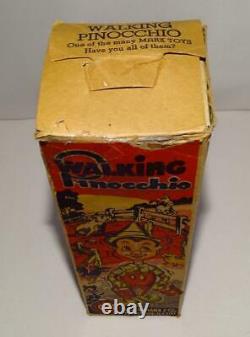 WALKING
PINOCCHIO
One of the many MARX TOYS
Have you all of them?
WALKING
Pinocchio